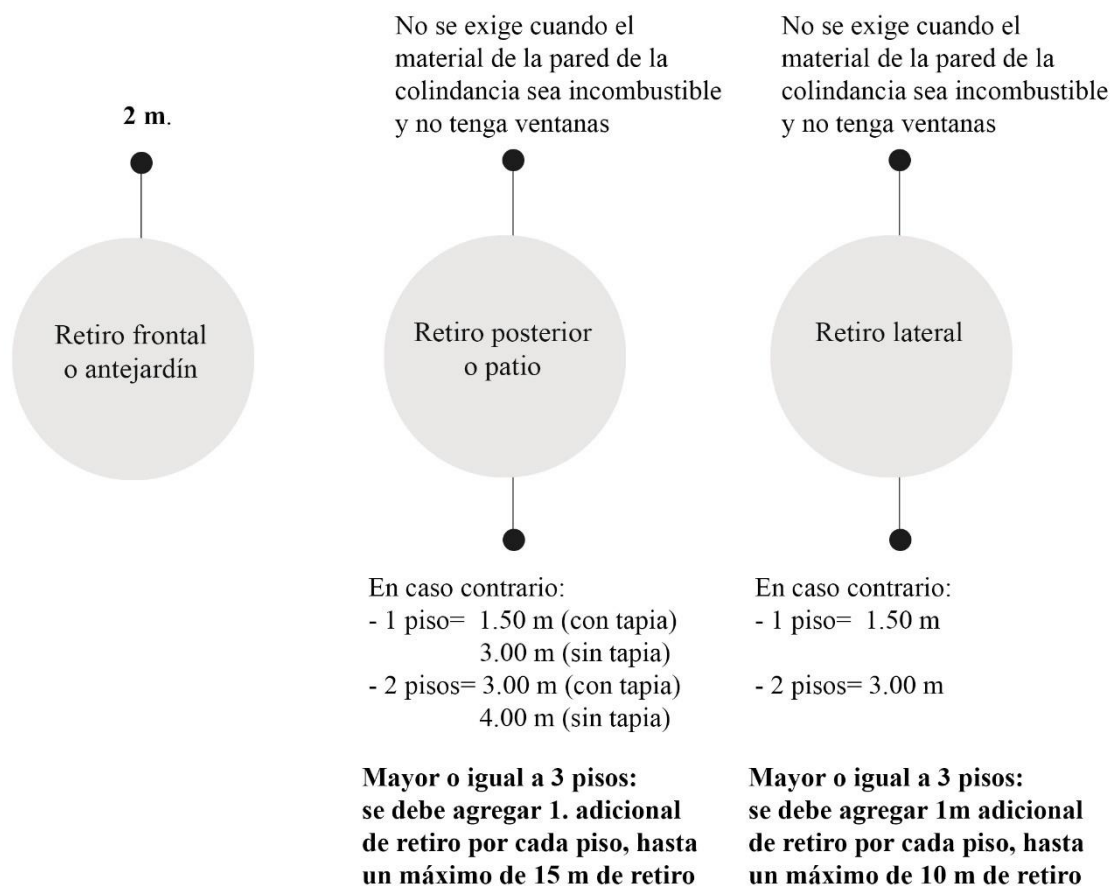 2 m.
Retiro frontal
o antejardín
No se exige cuando el
material de la pared de la
colindancia sea incombustible
y no tenga ventanas
Retiro posterior
o patio
En caso contrario:
- 1 piso= 1.50 m (con tapia)
3.00 m (sin tapia)
- 2 pisos= 3.00 m (con tapia)
4.00 m (sin tapia)
Mayor o igual a 3 pisos:
se debe agregar 1. adicional
de retiro por cada piso, hasta
un máximo de 15 m de retiro
No se exige cuando el
material de la pared de la
colindancia sea incombustible
y no tenga ventanas
Retiro lateral
En caso contrario:
- 1 piso= 1.50 m
- 2 pisos= 3.00 m
Mayor o igual a 3 pisos:
se debe agregar 1m adicional
de retiro por cada piso, hasta
un máximo de 10 m de retiro